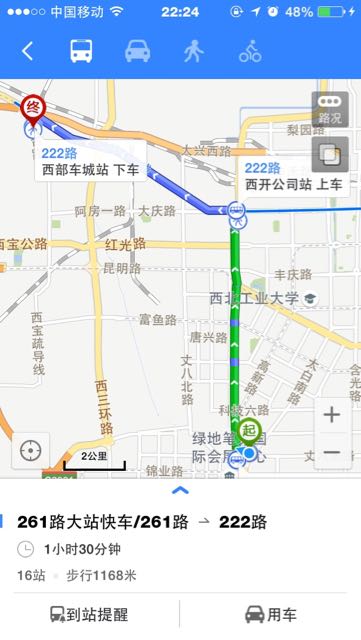 中国移动
22:24
48%
终
222路
西部车城站 下车
大兴西路
梨园路
路况
222路
西开公司站 上车
阿房一路
大庆路
西宝公路
红光路
昆明路
丰庆路
西北工业大学
富鱼路
唐兴路
西宝疏导线
丈八北路
高新路
太白南路
含光
西三环路
科技六路
起
绿地笔
国
际会展
心
2公里
锦业路
261路大站快车/261路 → 222路
1小时30分钟
16站 · 步行1168米
到站提醒
用车